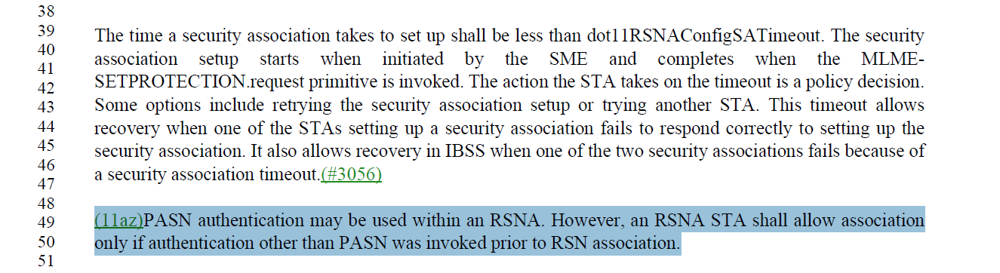 38
39
The time a security association takes to set up shall be less than dot11RSNAConfigSATimeout. The security
40
association setup starts when initiated by the SME and completes when the MLME-
41
SETPROTECTION.request primitive is invoked. The action the STA takes on the timeout is a policy decision.
42
43
Some options include retrying the security association setup or trying another STA. This timeout allows
44
recovery when one of the STAs setting up a security association fails to respond correctly to setting up the
45
security association. It also allows recovery in IBSS when one of the two security associations fails because of
46
a security association timeout.(#3056)
47
48
49
(11az)PASN authentication may be used within an RSNA. However, an RSNA STA shall allow association
50
only if authentication other than PASN was invoked prior to RSN association.
51